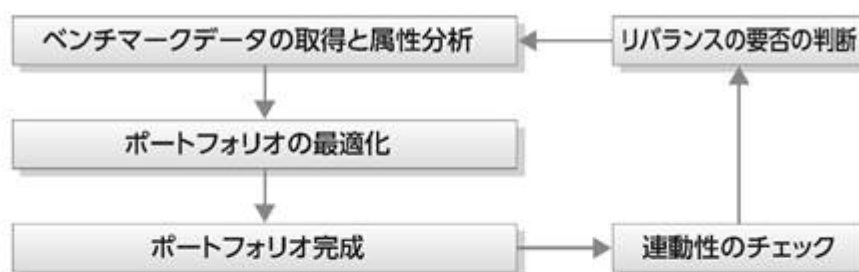 ベンチマークデータの取得と属性分析
リバランスの要否の判断
ポートフォリオの最適化
ポートフォリオ完成
連動性のチェック